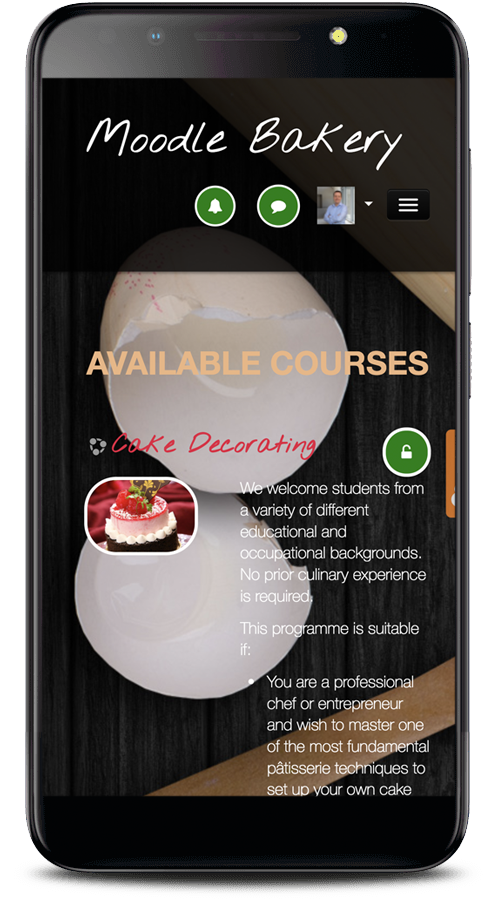 Moodle Bakery
AVAILABLE COURSES
Cake Decorating
We welcome students from
a variety of different
educational and
occupational backgrounds.
No prior culinary experience
is required.
This programme is suitable
if:
• You are a professional
chef or entrepreneur
and wish to master one
of the most fundamental
pâtisserie techniques to
set up your own cake